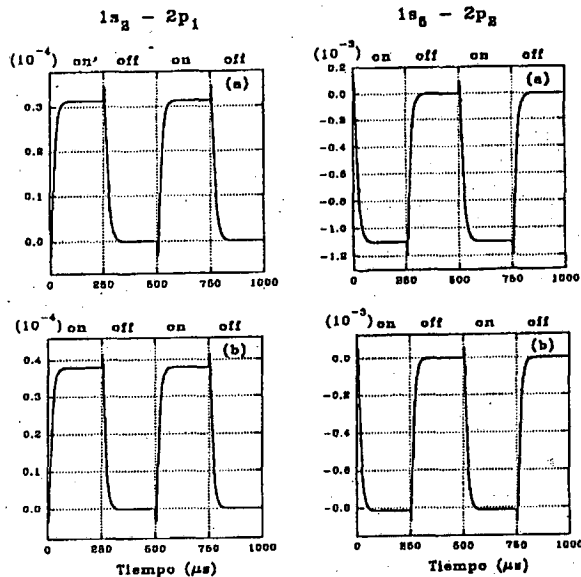 1s₂ – 2p₁
1s₅ – 2p₂
(10⁻⁴) on' off on off
(a)
0.3
0.2
0.1
0.0
0 250 500 750 1000
(10⁻³) on off on off
(a)
0.2
0.0
-0.2
-0.4
-0.6
-0.8
-1.0
-1.2
0 250 500 750 1000
(10⁻⁴) on off on off
(b)
0.4
0.3
0.2
0.1
0.0
0 250 500 750 1000
Tiempo (μs)
(10⁻³) on off on off
(b)
0.0
-0.2
-0.4
-0.6
-0.0
0 250 500 750 1000
Tiempo (μs)